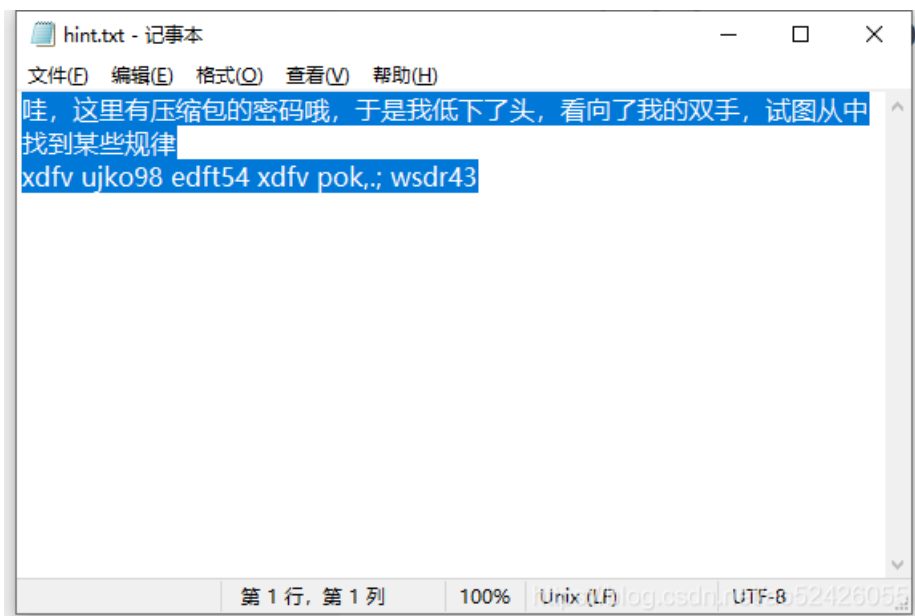 hint.txt - 记事本
文件(F) 编辑(E) 格式(O) 查看(V) 帮助(H)
哇，这里有压缩包的密码哦，于是我低下了头，看向了我的双手，试图从中
找到某些规律
xdfv ujko98 edft54 xdfv pok,.; wsdr43
第 1 行，第 1 列 100% Unix (LF) UTF-8